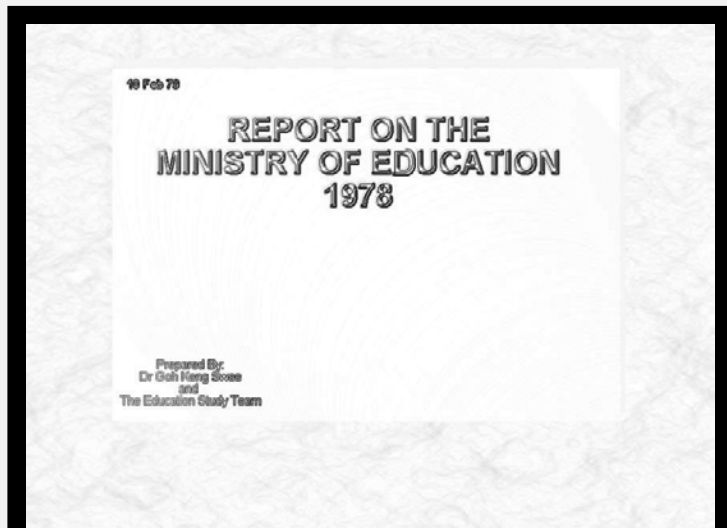 10 Feb 79
REPORT ON THE
MINISTRY OF EDUCATION
1978
Prepared By:
Dr Goh Keng Swee
and
The Education Study Team